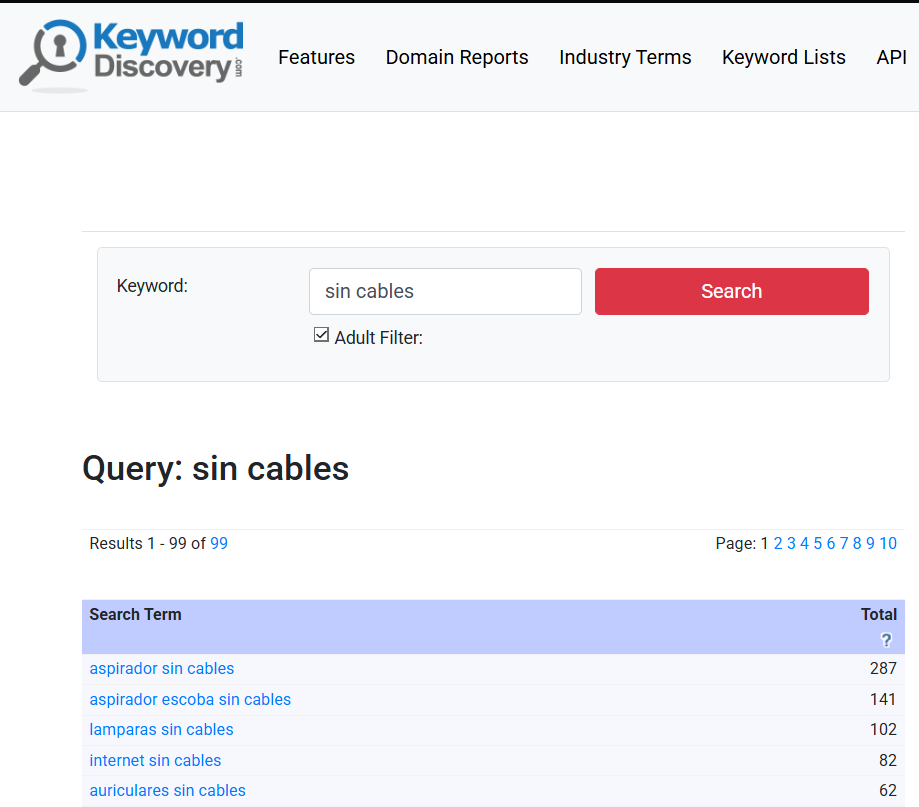 Keyword Discovery.com
Features Domain Reports Industry Terms Keyword Lists API
Keyword: sin cables Search
Adult Filter:
Query: sin cables
Results 1 - 99 of 99 Page: 1 2 3 4 5 6 7 8 9 10
Search Term Total
?
aspirador sin cables 287
aspirador escoba sin cables 141
lamparas sin cables 102
internet sin cables 82
auriculares sin cables 62